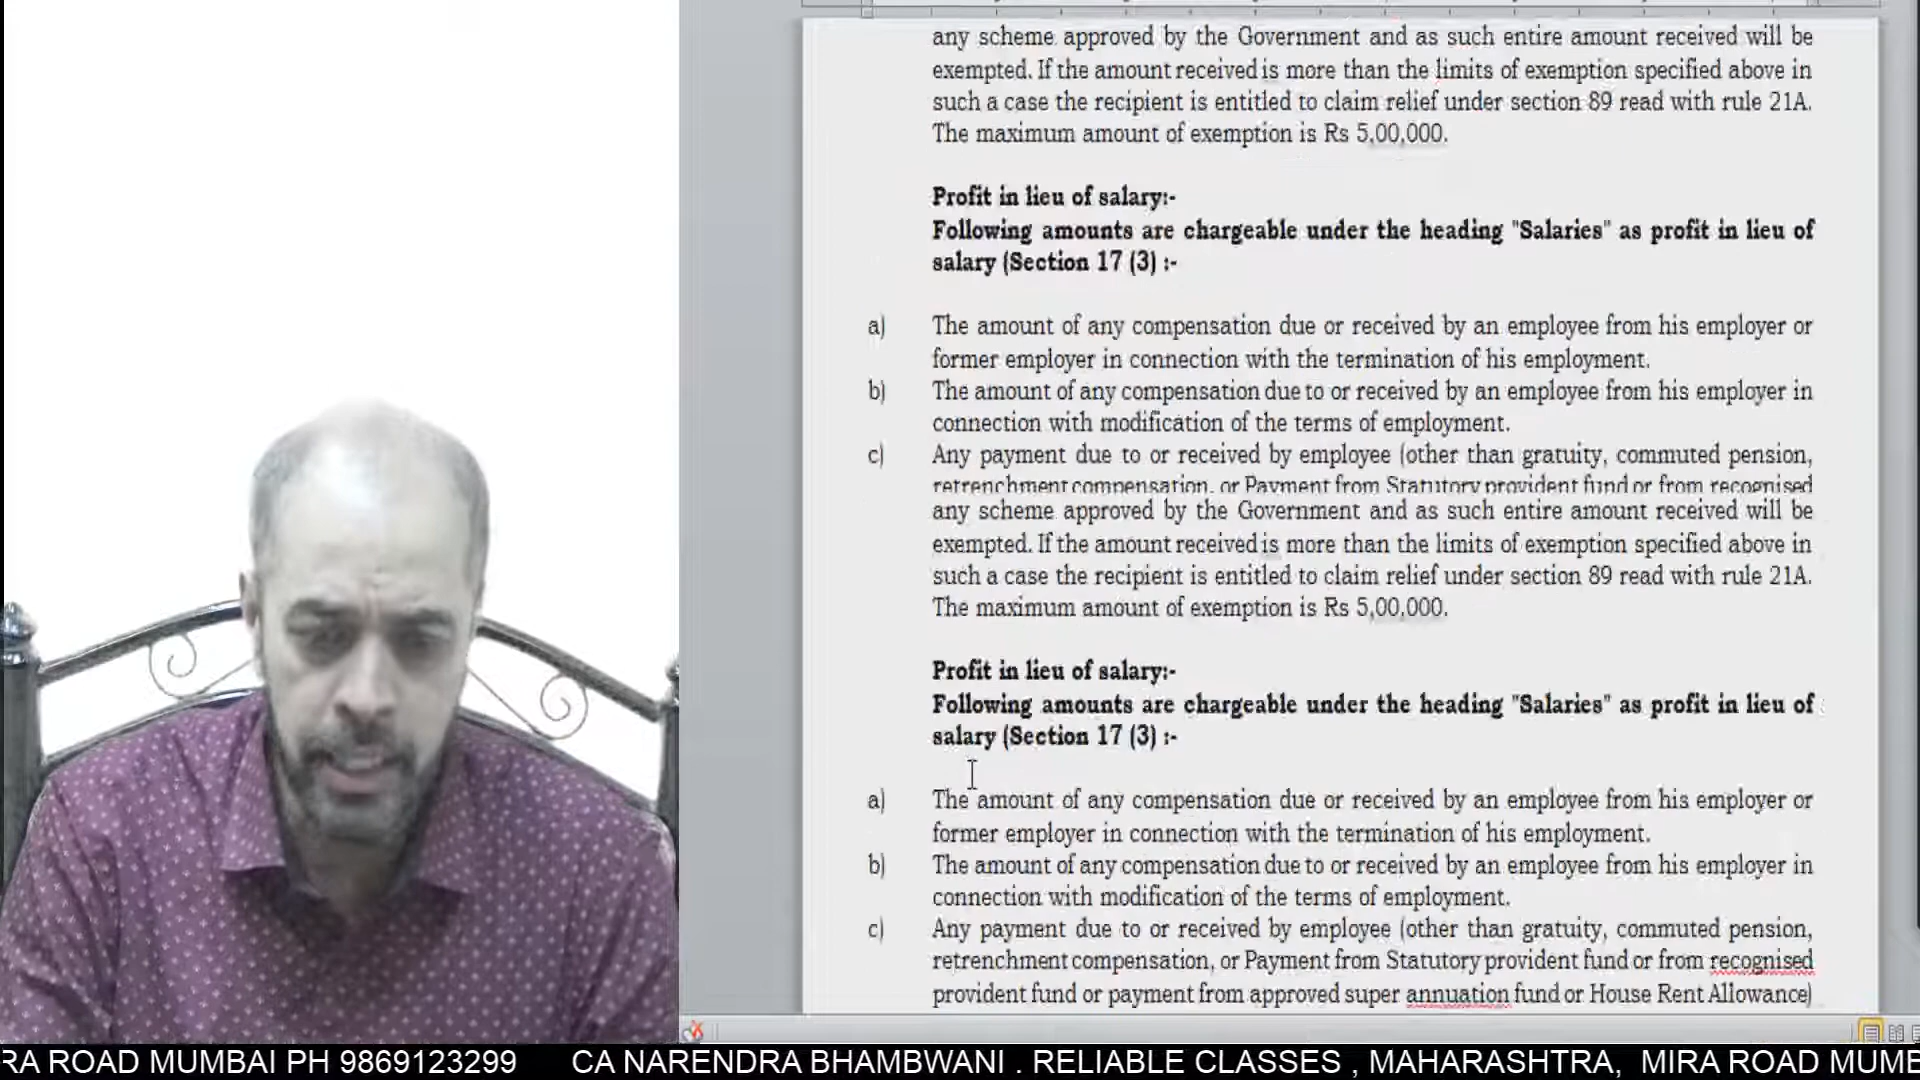 any scheme approved by the Government and as such entire amount received will be
exempted. If the amount received is more than the limits of exemption specified above in
such a case the recipient is entitled to claim relief under section 89 read with rule 21A.
The maximum amount of exemption is Rs 5,00,000.
Profit in lieu of salary:-
Following amounts are chargeable under the heading "Salaries" as profit in lieu of
salary (Section 17 (3) :-
a) The amount of any compensation due or received by an employee from his employer or
former employer in connection with the termination of his employment.
b) The amount of any compensation due to or received by an employee from his employer in
connection with modification of the terms of employment.
c) Any payment due to or received by employee (other than gratuity, commuted pension,
retrenchment compensation, or Payment from Statutory provident fund or from recognised
any scheme approved by the Government and as such entire amount received will be
exempted. If the amount received is more than the limits of exemption specified above in
such a case the recipient is entitled to claim relief under section 89 read with rule 21A.
The maximum amount of exemption is Rs 5,00,000.
Profit in lieu of salary:-
Following amounts are chargeable under the heading "Salaries" as profit in lieu of
salary (Section 17 (3) :-
a) The amount of any compensation due or received by an employee from his employer or
former employer in connection with the termination of his employment.
b) The amount of any compensation due to or received by an employee from his employer in
connection with modification of the terms of employment.
c) Any payment due to or received by employee (other than gratuity, commuted pension,
retrenchment compensation, or Payment from Statutory provident fund or from recognised
provident fund or payment from approved super annuation fund or House Rent Allowance)
RA ROAD MUMBAI PH 9869123299 CA NARENDRA BHAMBWANI . RELIABLE CLASSES , MAHARASHTRA, MIRA ROAD MUMB